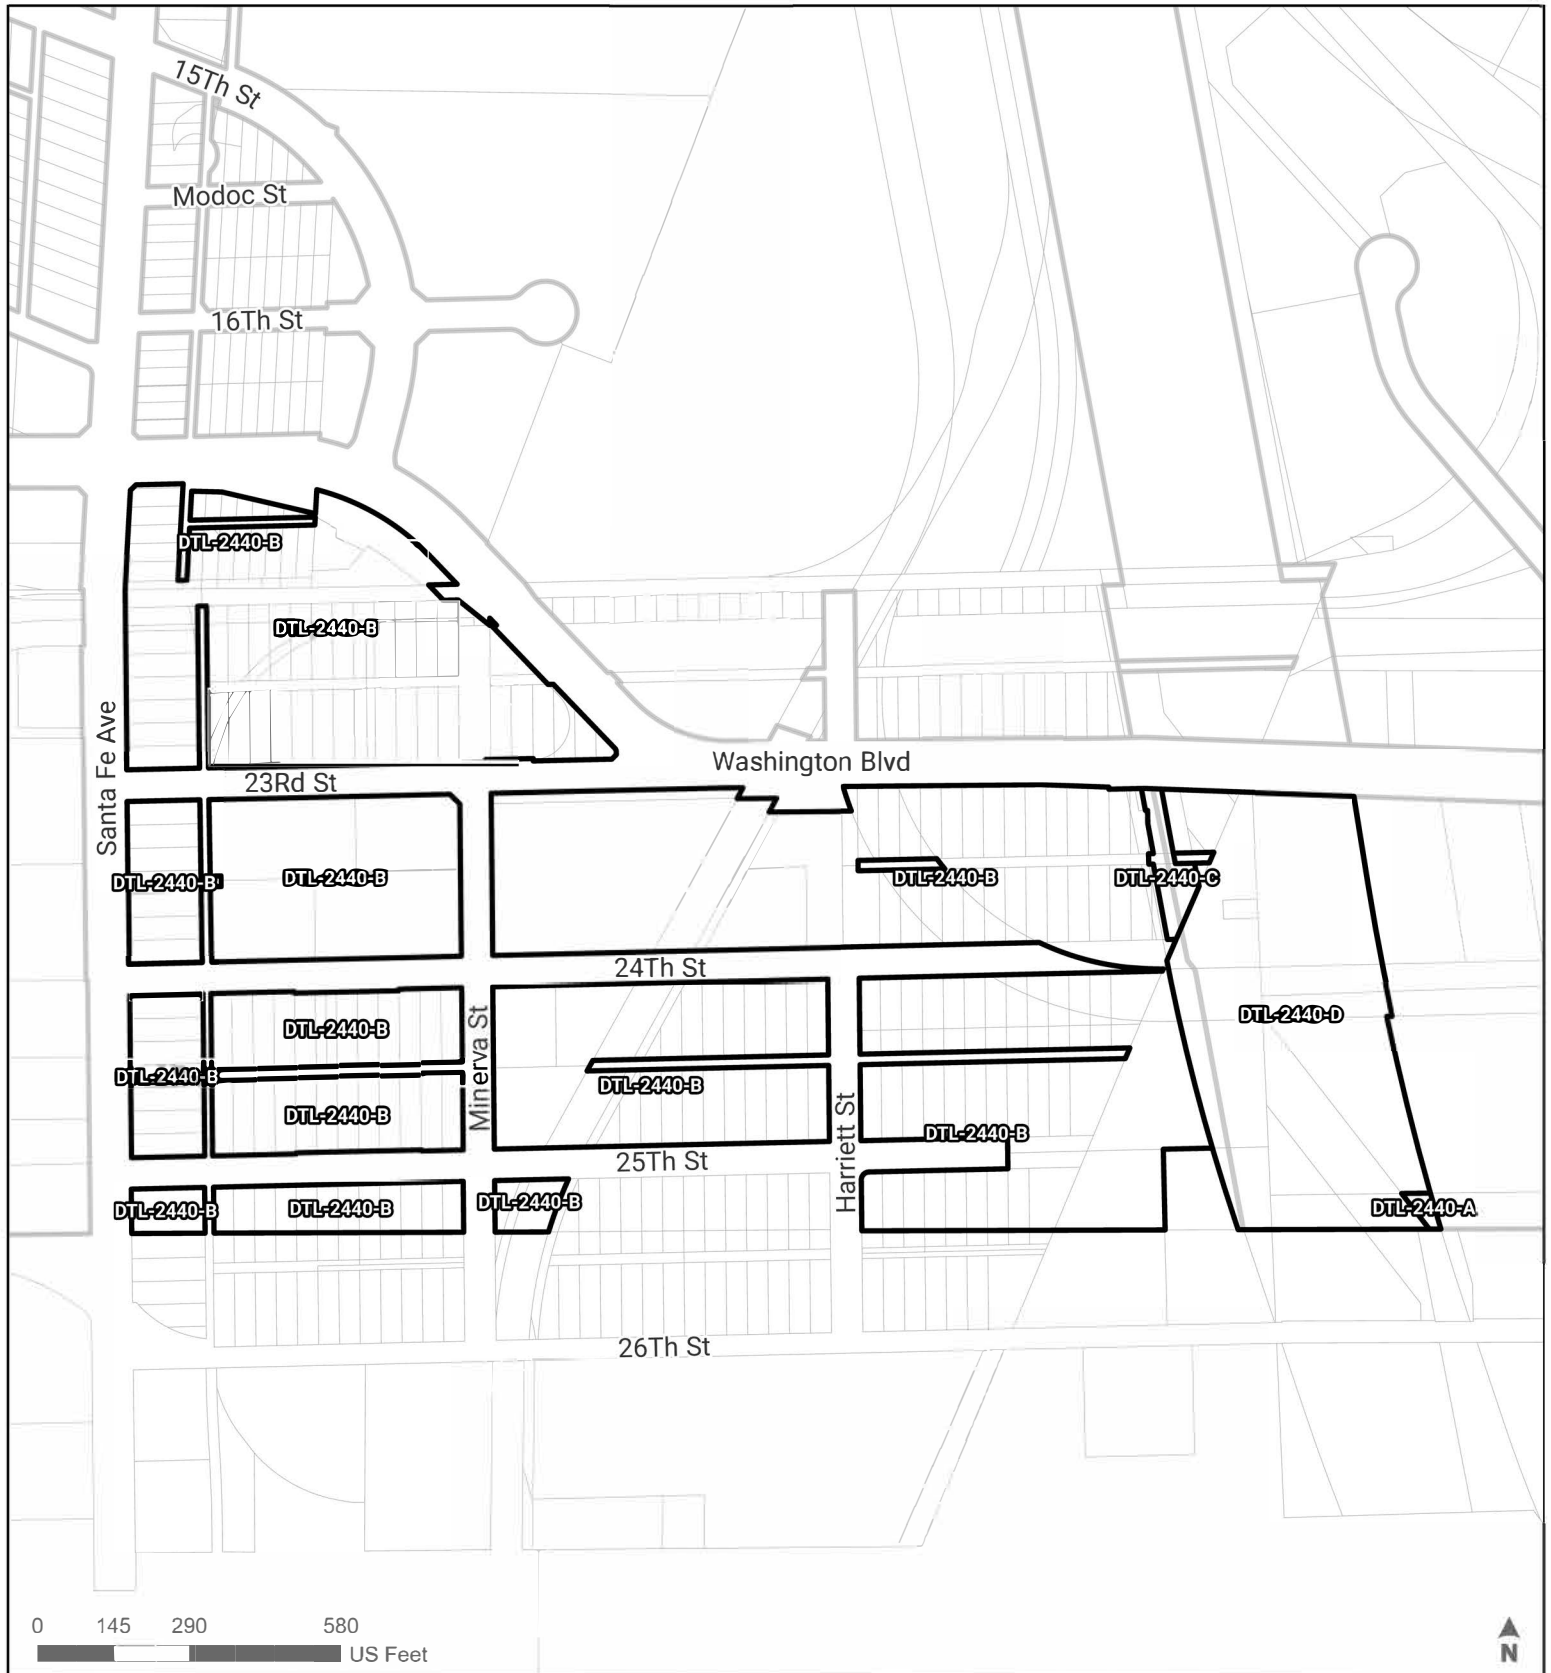 15Th St
Modoc St
16Th St
DTL-2440-B
DTL-2440-B
Santa Fe Ave
Washington Blvd
23Rd St
DTL-2440-B
DTL-2440-B
DTL-2440-B
DTL-2440-C
24Th St
Minerva St
DTL-2440-B
DTL-2440-D
DTL-2440-B
DTL-2440-B
DTL-2440-B
Harriett St
DTL-2440-B
25Th St
DTL-2440-B
DTL-2440-B
DTL-2440-B
DTL-2440-A
26Th St
0 145 290 580
US Feet
N